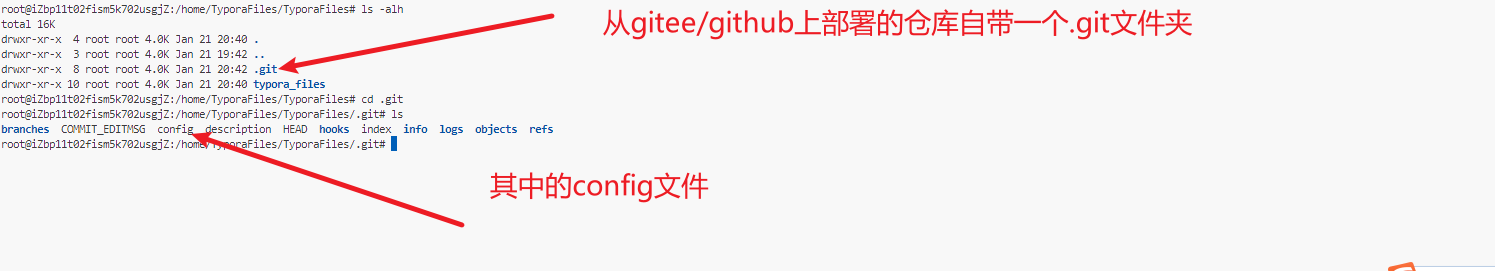 root@iZbp11t02fism5k702usgjZ:/home/TyporaFiles/TyporaFiles# ls -alh
从gitee/github上部署的仓库自带一个.git文件夹
total 16K
drwxr-xr-x  4 root root 4.0K Jan 21 20:40 .
drwxr-xr-x  3 root root 4.0K Jan 21 19:42 ..
drwxr-xr-x  8 root root 4.0K Jan 21 20:42 .git
drwxr-xr-x 10 root root 4.0K Jan 21 20:40 typora_files
root@iZbp11t02fism5k702usgjZ:/home/TyporaFiles/TyporaFiles# cd .git
root@iZbp11t02fism5k702usgjZ:/home/TyporaFiles/TyporaFiles/.git# ls
branches  COMMIT_EDITMSG  config  description  HEAD  hooks  index  info  logs  objects  refs
root@iZbp11t02fism5k702usgjZ:/home/TyporaFiles/TyporaFiles/.git#
其中的config文件